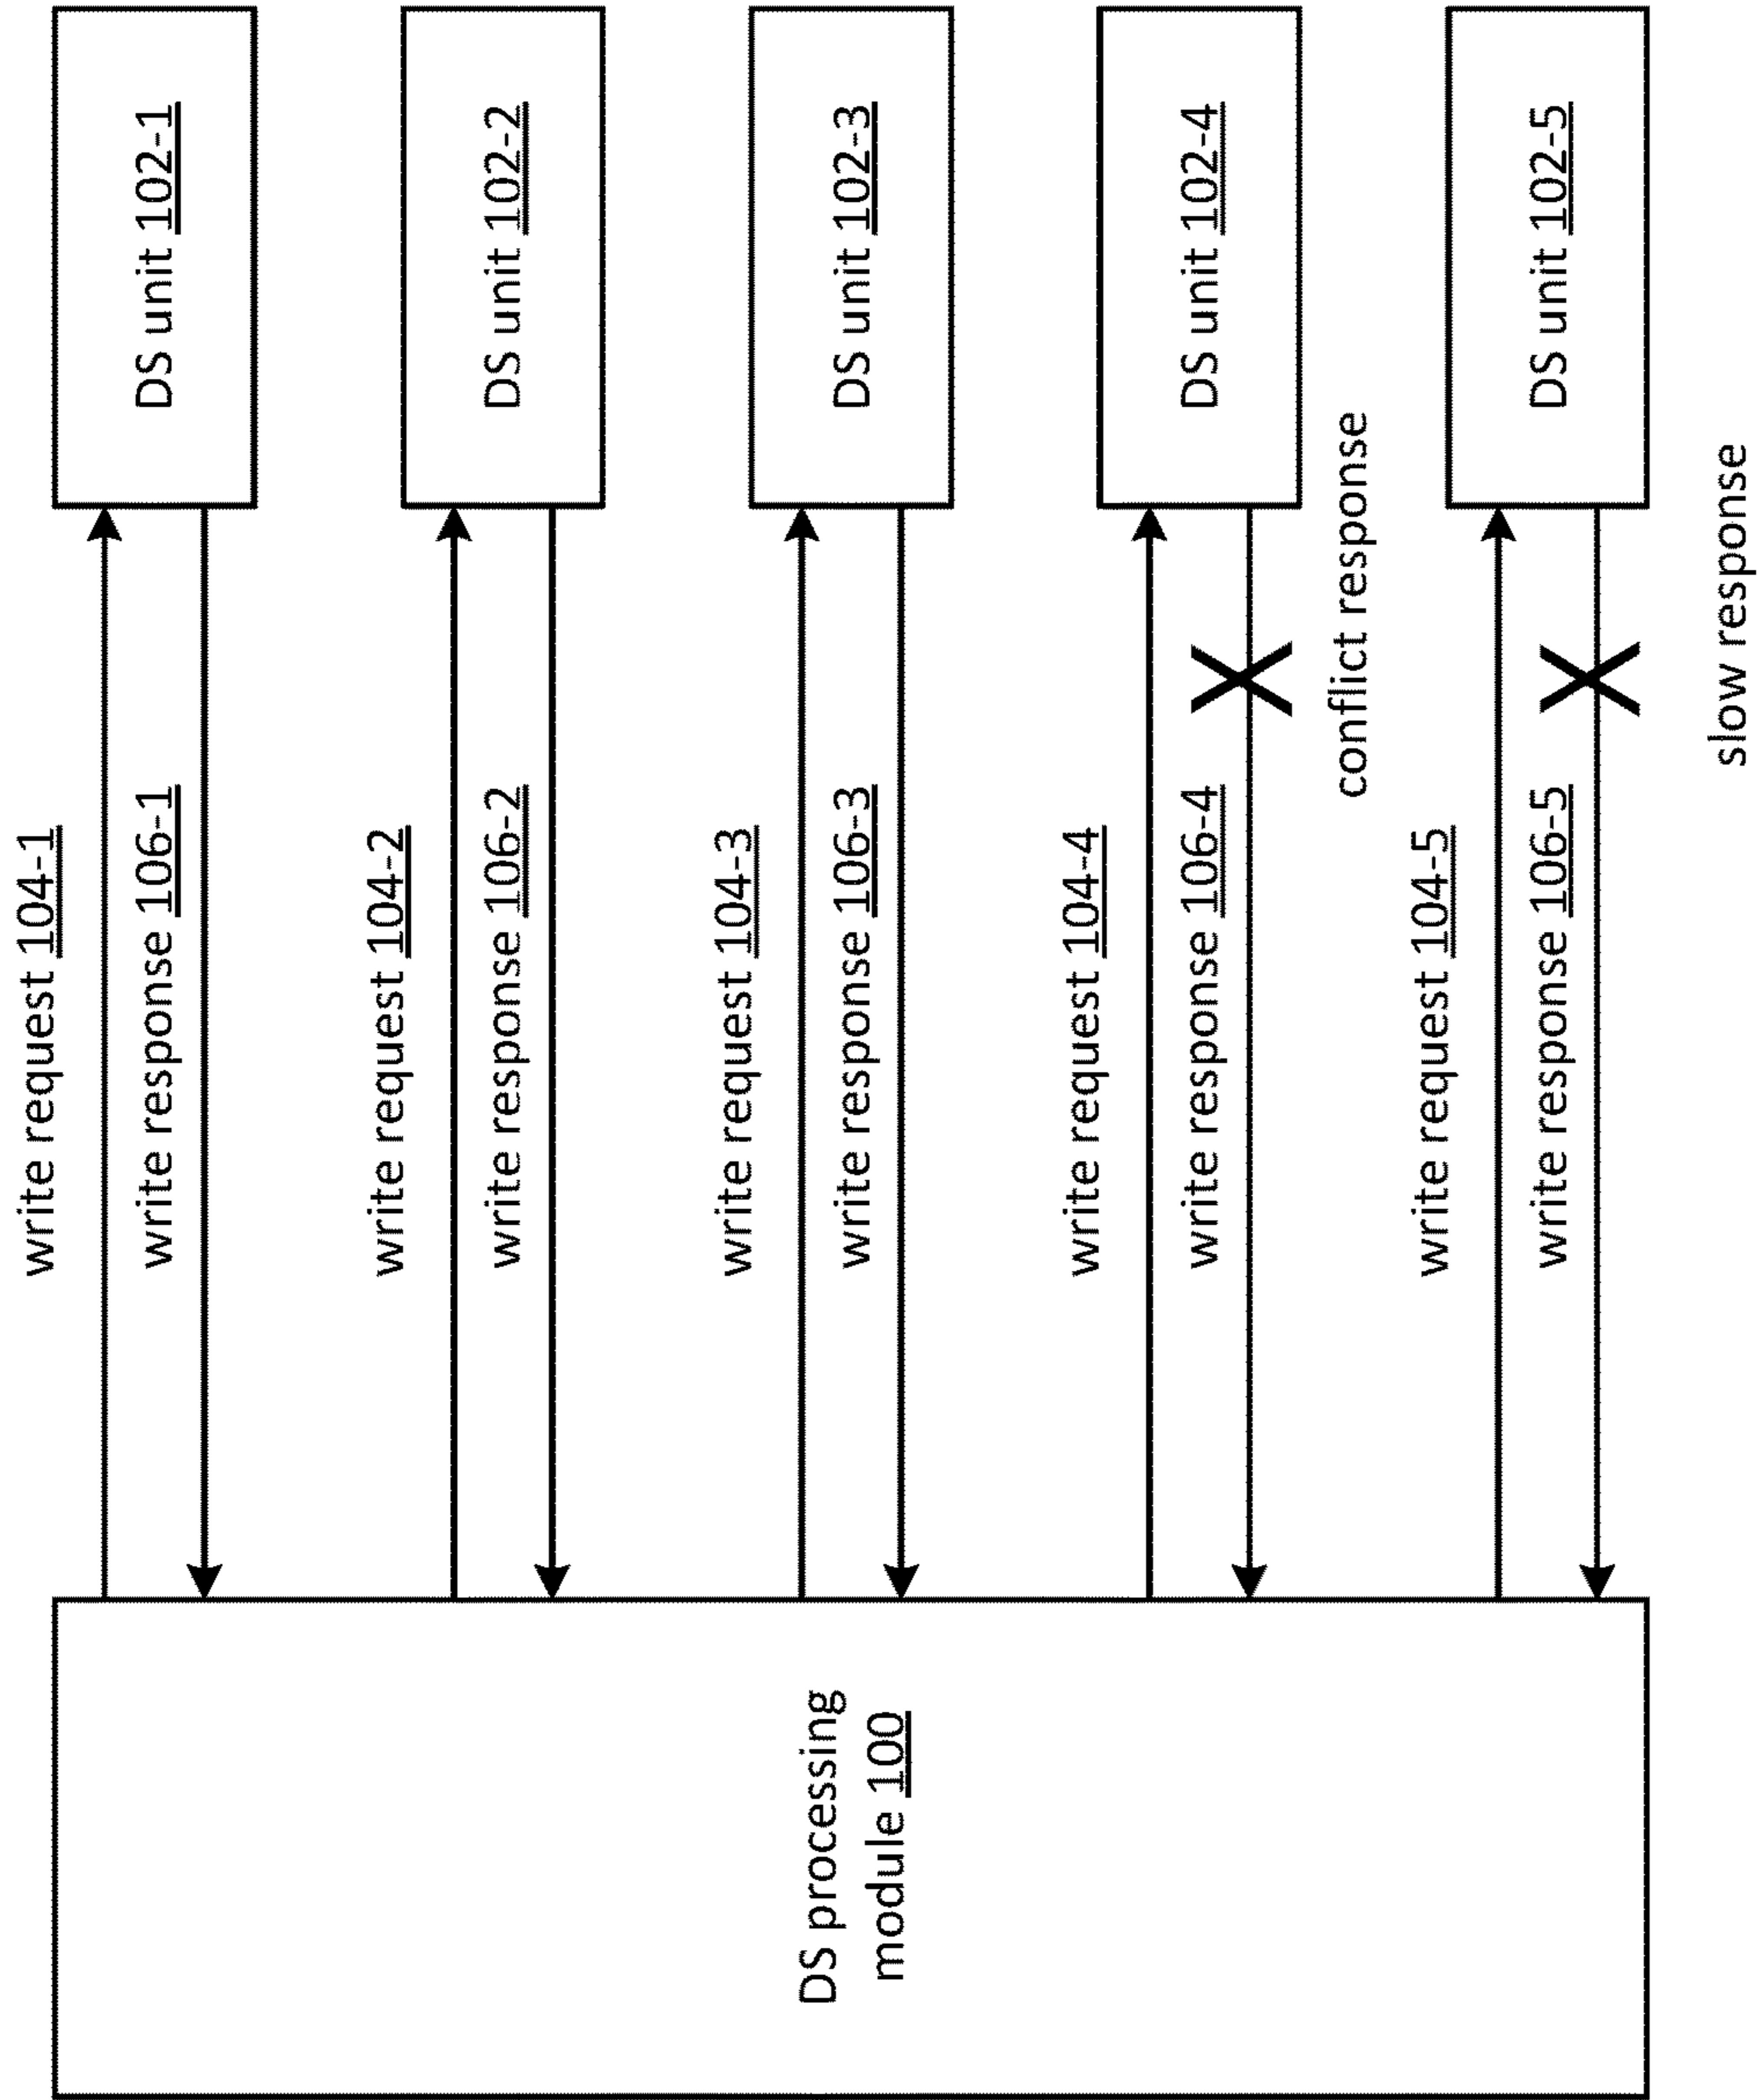 write request 104-1
write response 106-1
DS unit 102-1
write request 104-2
write response 106-2
DS unit 102-2
DS processing
module 100
write request 104-3
write response 106-3
DS unit 102-3
write request 104-4
write response 106-4
DS unit 102-4
conflict response
write request 104-5
write response 106-5
DS unit 102-5
slow response